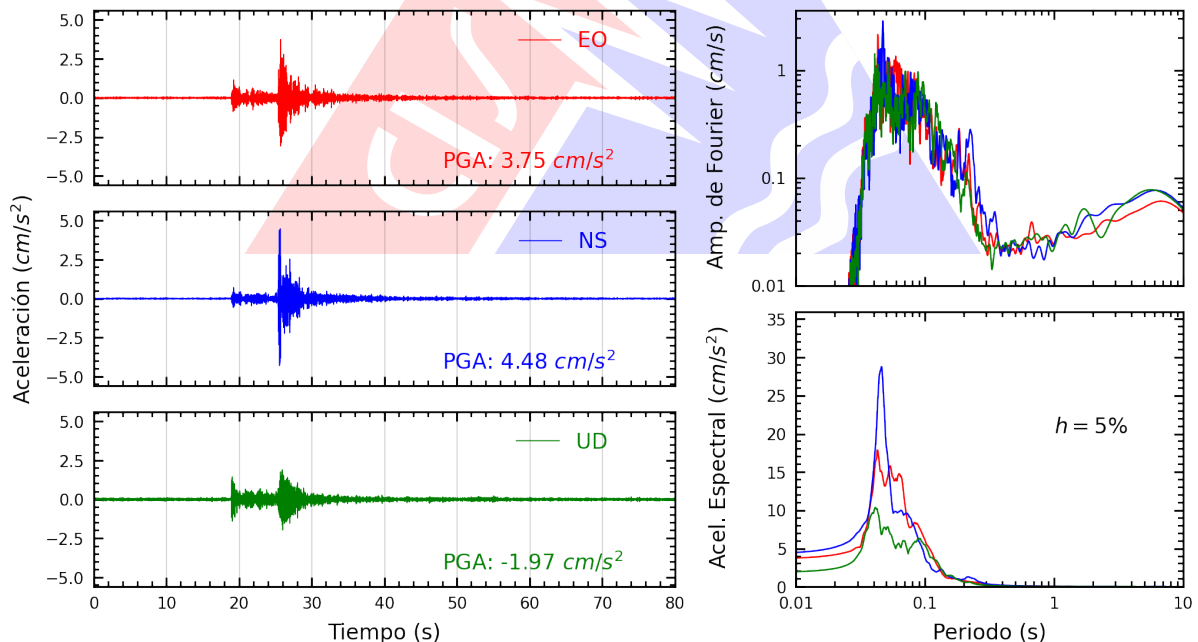 Aceleración (cm/s²)
5.0
2.5
0.0
−2.5
−5.0
EO
PGA: 3.75 cm/s²
5.0
2.5
0.0
−2.5
−5.0
NS
PGA: 4.48 cm/s²
5.0
2.5
0.0
−2.5
−5.0
UD
PGA: -1.97 cm/s²
0 10 20 30 40 50 60 70 80
Tiempo (s)
Amp. de Fourier (cm/s)
1
0.1
0.01
Acel. Espectral (cm/s²)
35
30
25
20
15
10
5
0
h = 5%
0.01 0.1 1 10
Periodo (s)